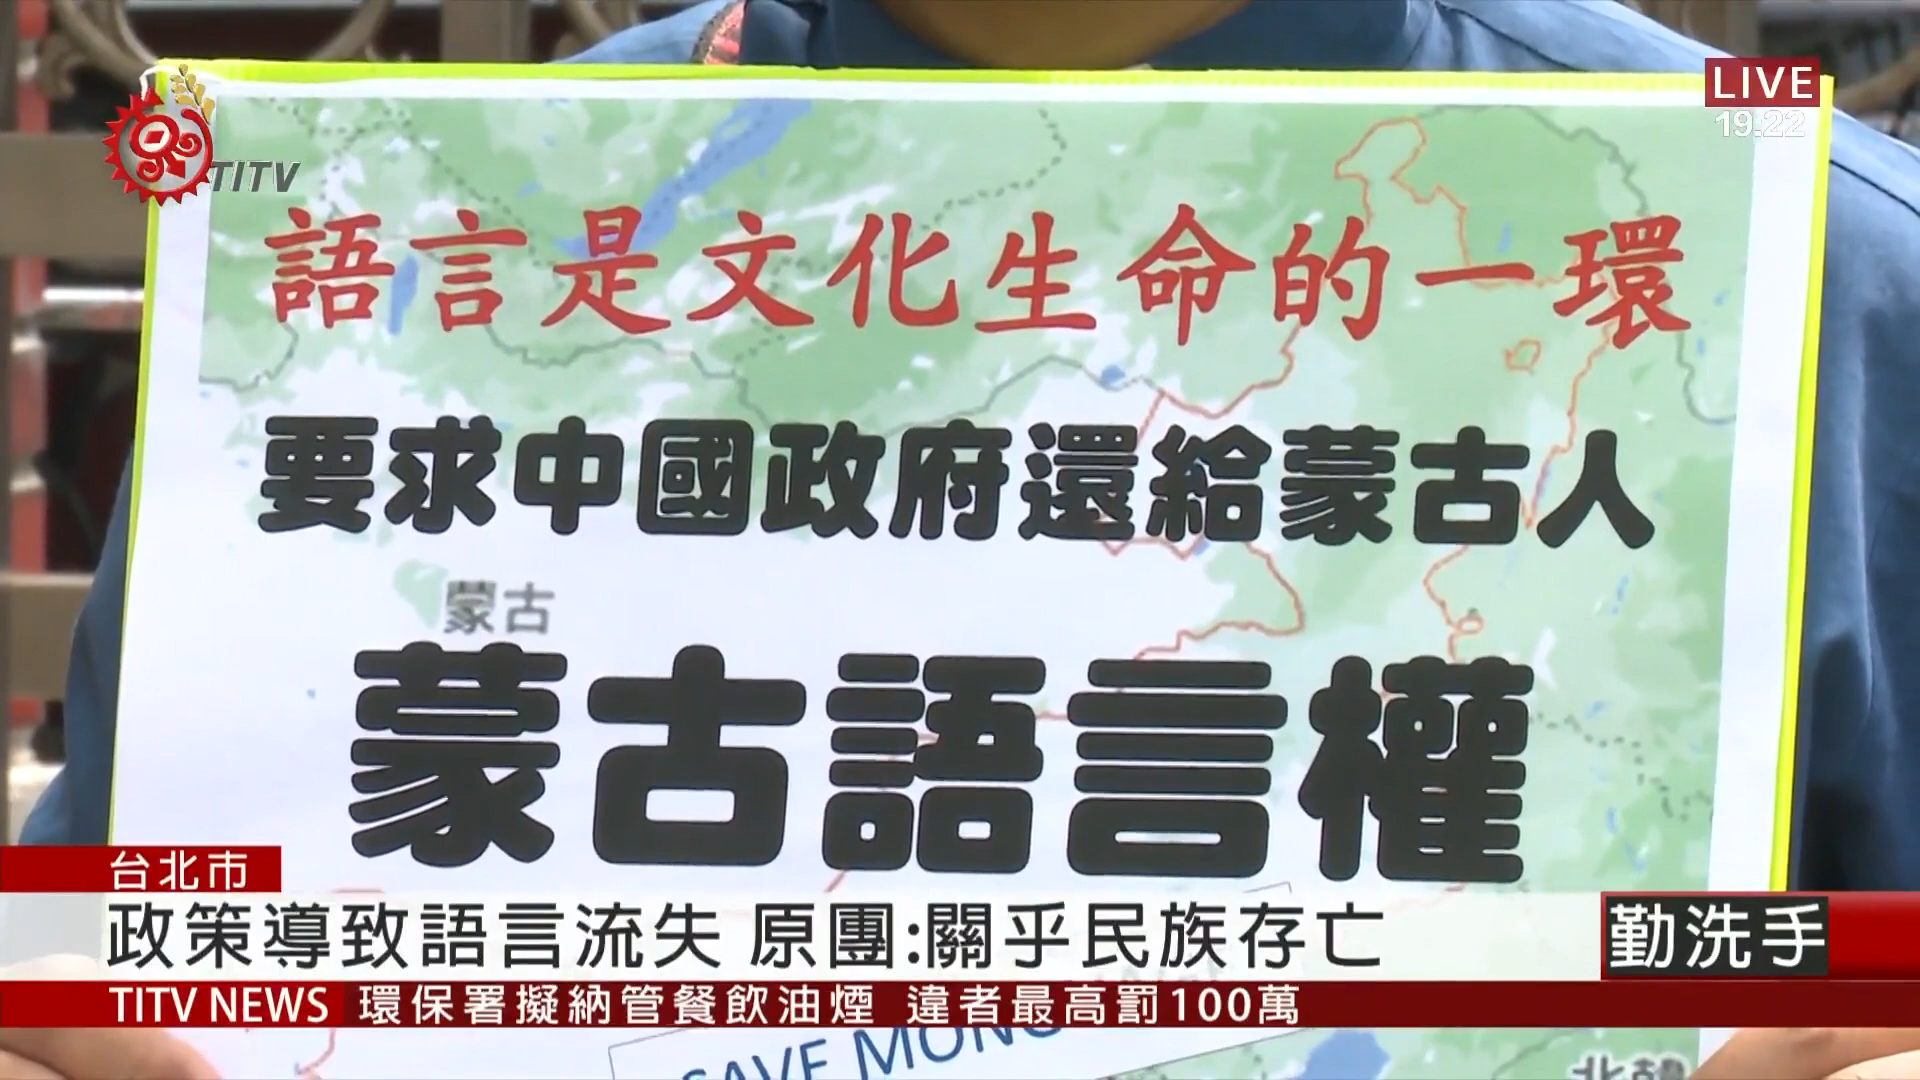 LIVE
19:22
TITV
語言是文化生命的一環
要求中國政府還給蒙古人
蒙古
蒙古語言權
台北市
政策導致語言流失 原團:關乎民族存亡
勤洗手
TITV NEWS 環保署擬納管餐飲油煙 違者最高罰100萬
SAVE
北韓